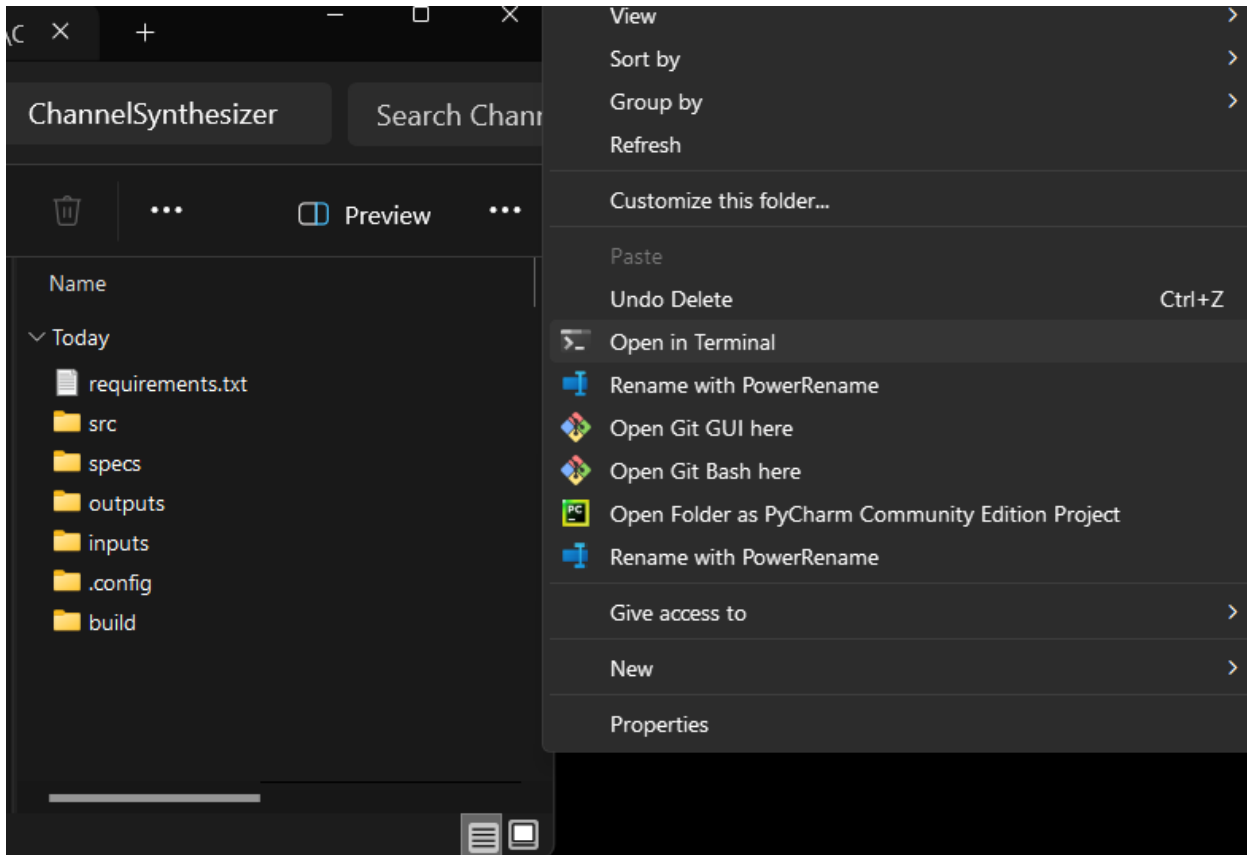 \C
ChannelSynthesizer
Search Chann
Preview
Name
Today
requirements.txt
src
specs
outputs
inputs
.config
build
View
Sort by
Group by
Refresh
Customize this folder...
Paste
Undo Delete Ctrl+Z
Open in Terminal
Rename with PowerRename
Open Git GUI here
Open Git Bash here
Open Folder as PyCharm Community Edition Project
Rename with PowerRename
Give access to
New
Properties